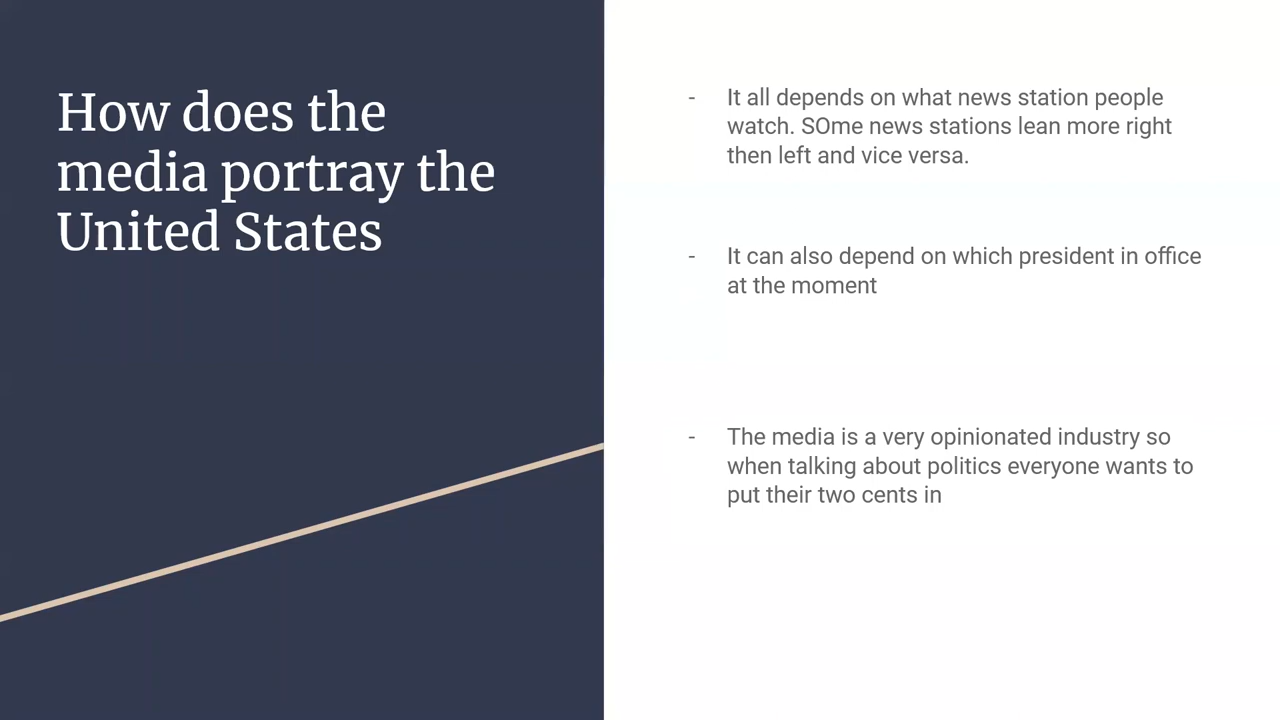 How does the
media portray the
United States
- It all depends on what news station people
watch. SOme news stations lean more right
then left and vice versa.
- It can also depend on which president in office
at the moment
- The media is a very opinionated industry so
when talking about politics everyone wants to
put their two cents in